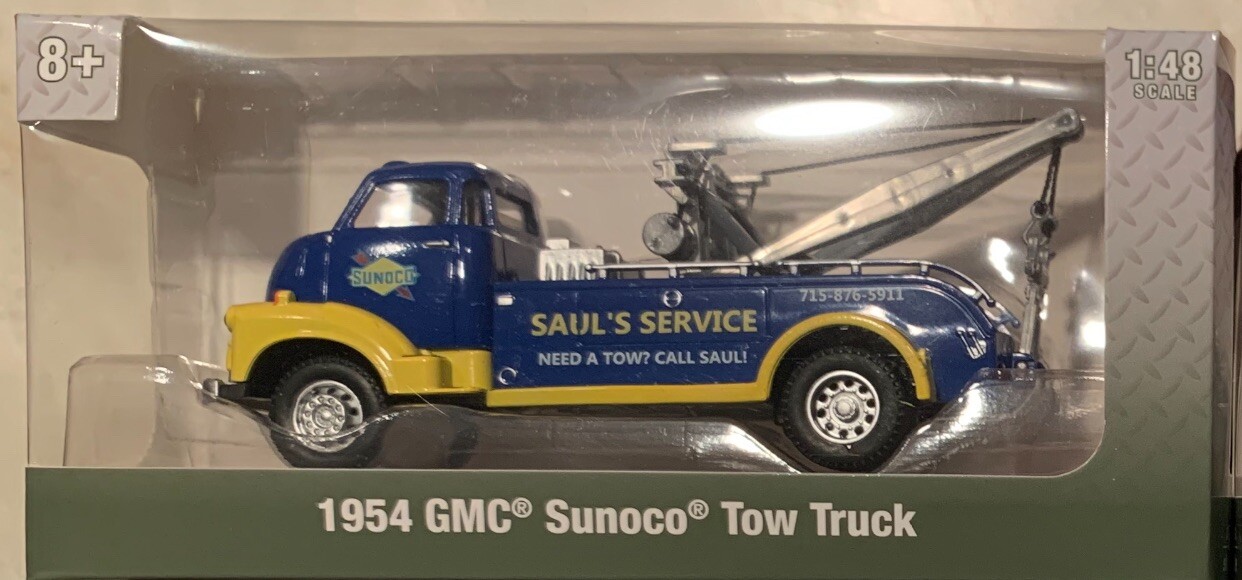 8+
1:48
SCALE
SUNOCO
715-876-5911
SAUL'S SERVICE
NEED A TOW? CALL SAUL!
1954 GMC® Sunoco® Tow Truck